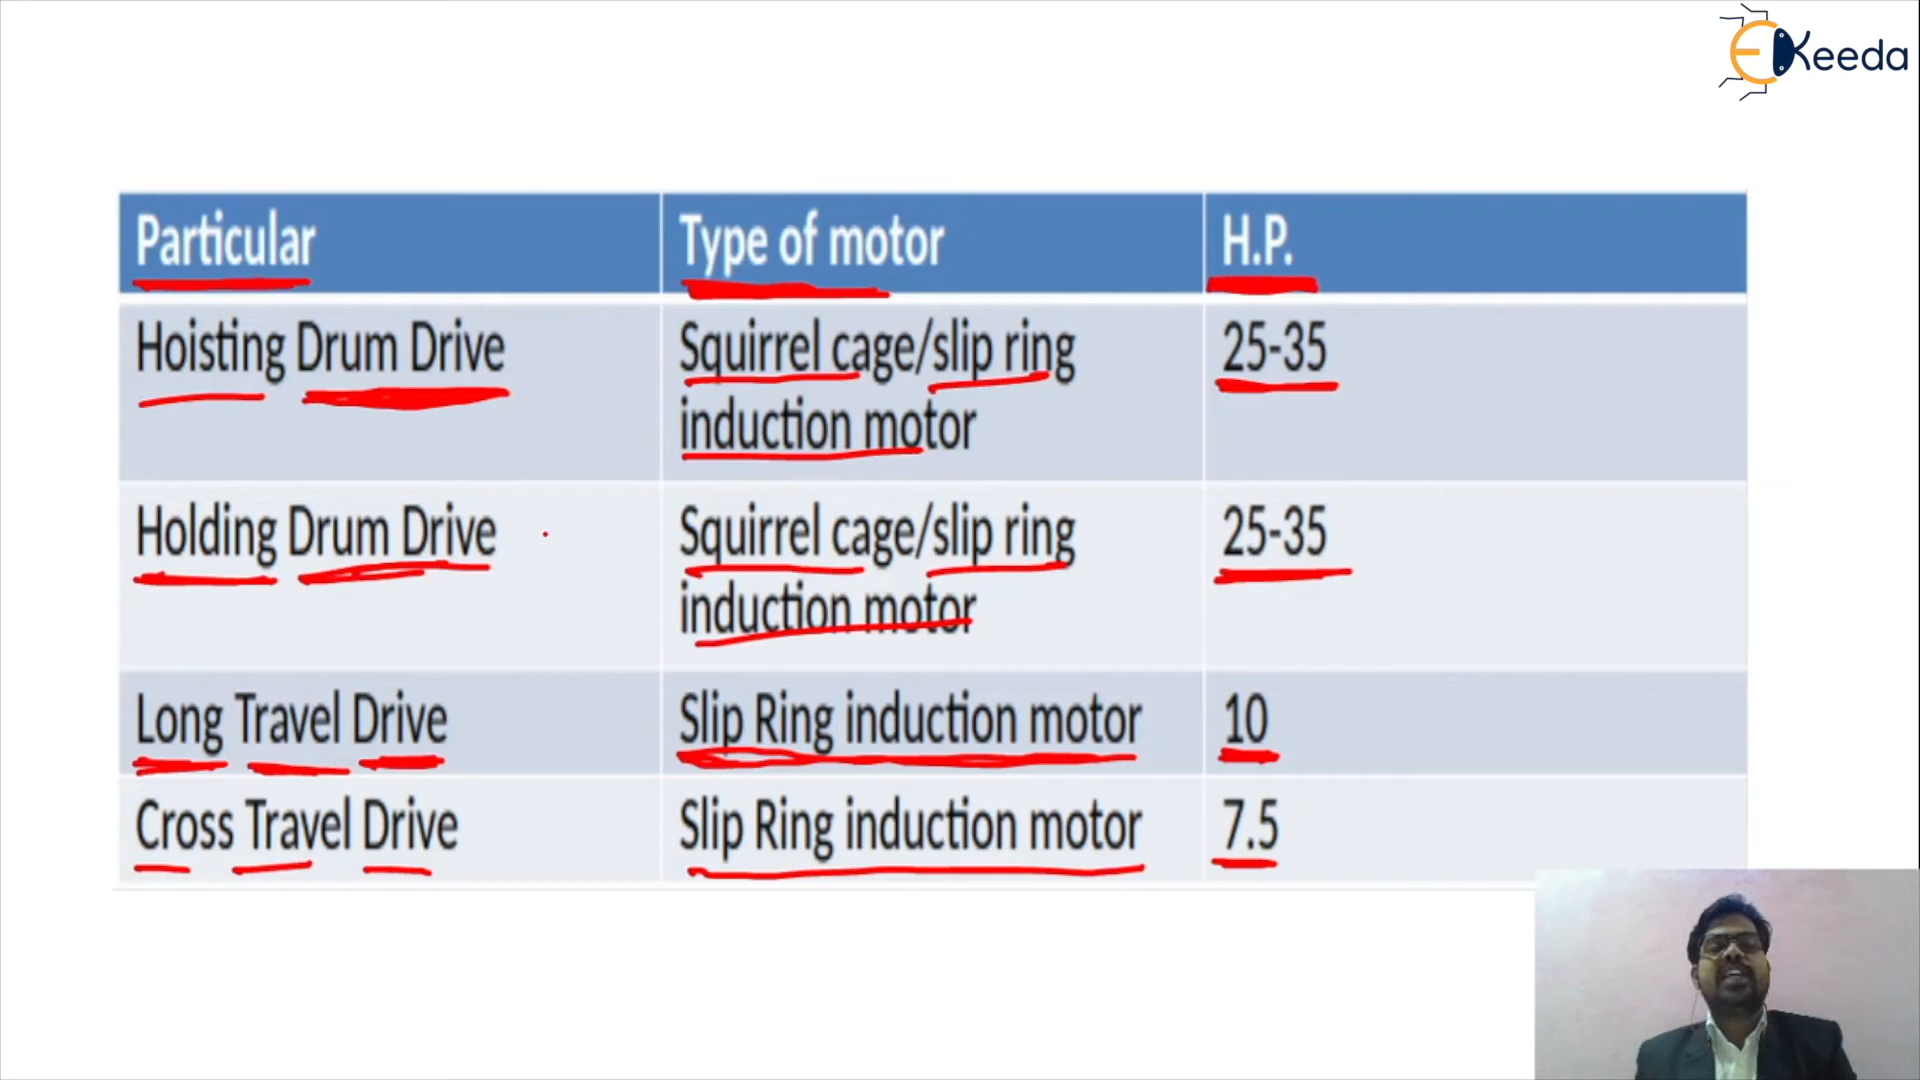 EKeeda
Particular Type of motor H.P.
Hoisting Drum Drive Squirrel cage/slip ring 25-35
induction motor
Holding Drum Drive Squirrel cage/slip ring 25-35
induction motor
Long Travel Drive Slip Ring induction motor 10
Cross Travel Drive Slip Ring induction motor 7.5